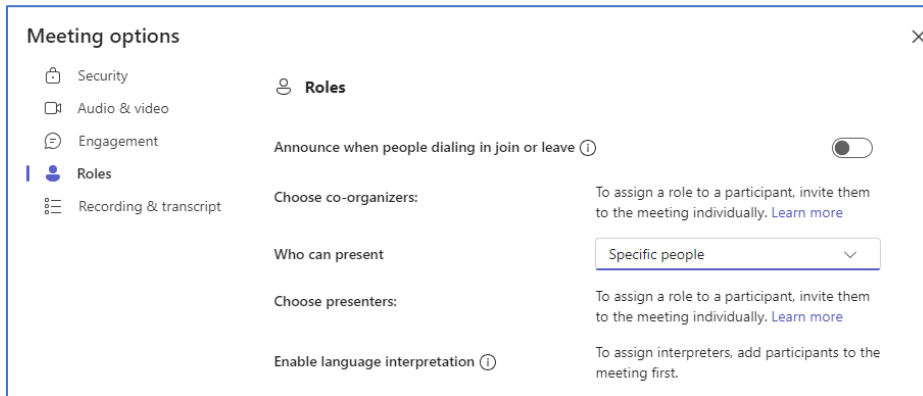 Meeting options
Security
Audio & video
Engagement
Roles
Recording & transcript
Roles
Announce when people dialing in join or leave
Choose co-organizers:
To assign a role to a participant, invite them
to the meeting individually. Learn more
Who can present
Specific people
Choose presenters:
To assign a role to a participant, invite them
to the meeting individually. Learn more
Enable language interpretation
To assign interpreters, add participants to the
meeting first.